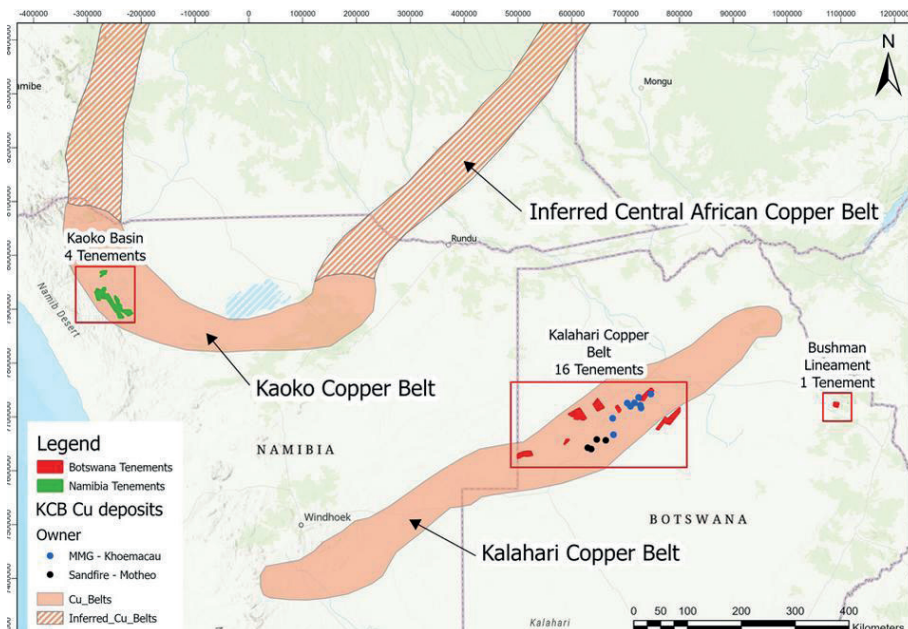 -400000 -300000 -200000 -100000 0 100000 200000 300000 400000 500000 600000 700000 800000 900000 1000000 1100000
N
Mongu
Inferred Central African Copper Belt
Rundu
Kaoko Basin
4 Tenements
Namib Desert
Kaoko Copper Belt
Kalahari Copper
Belt
16 Tenements
Bushman
Lineament
1 Tenement
NAMIBIA
Windhoek
BOTSWANA
Kalahari Copper Belt
Kalahari
Legend
Botswana Tenements
Namibia Tenements
KCB Cu deposits
Owner
MMG - Khoemacau
Sandfire - Motheo
Cu_Belts
Inferred_Cu_Belts
0 50 100 200 300 400
Kilometers